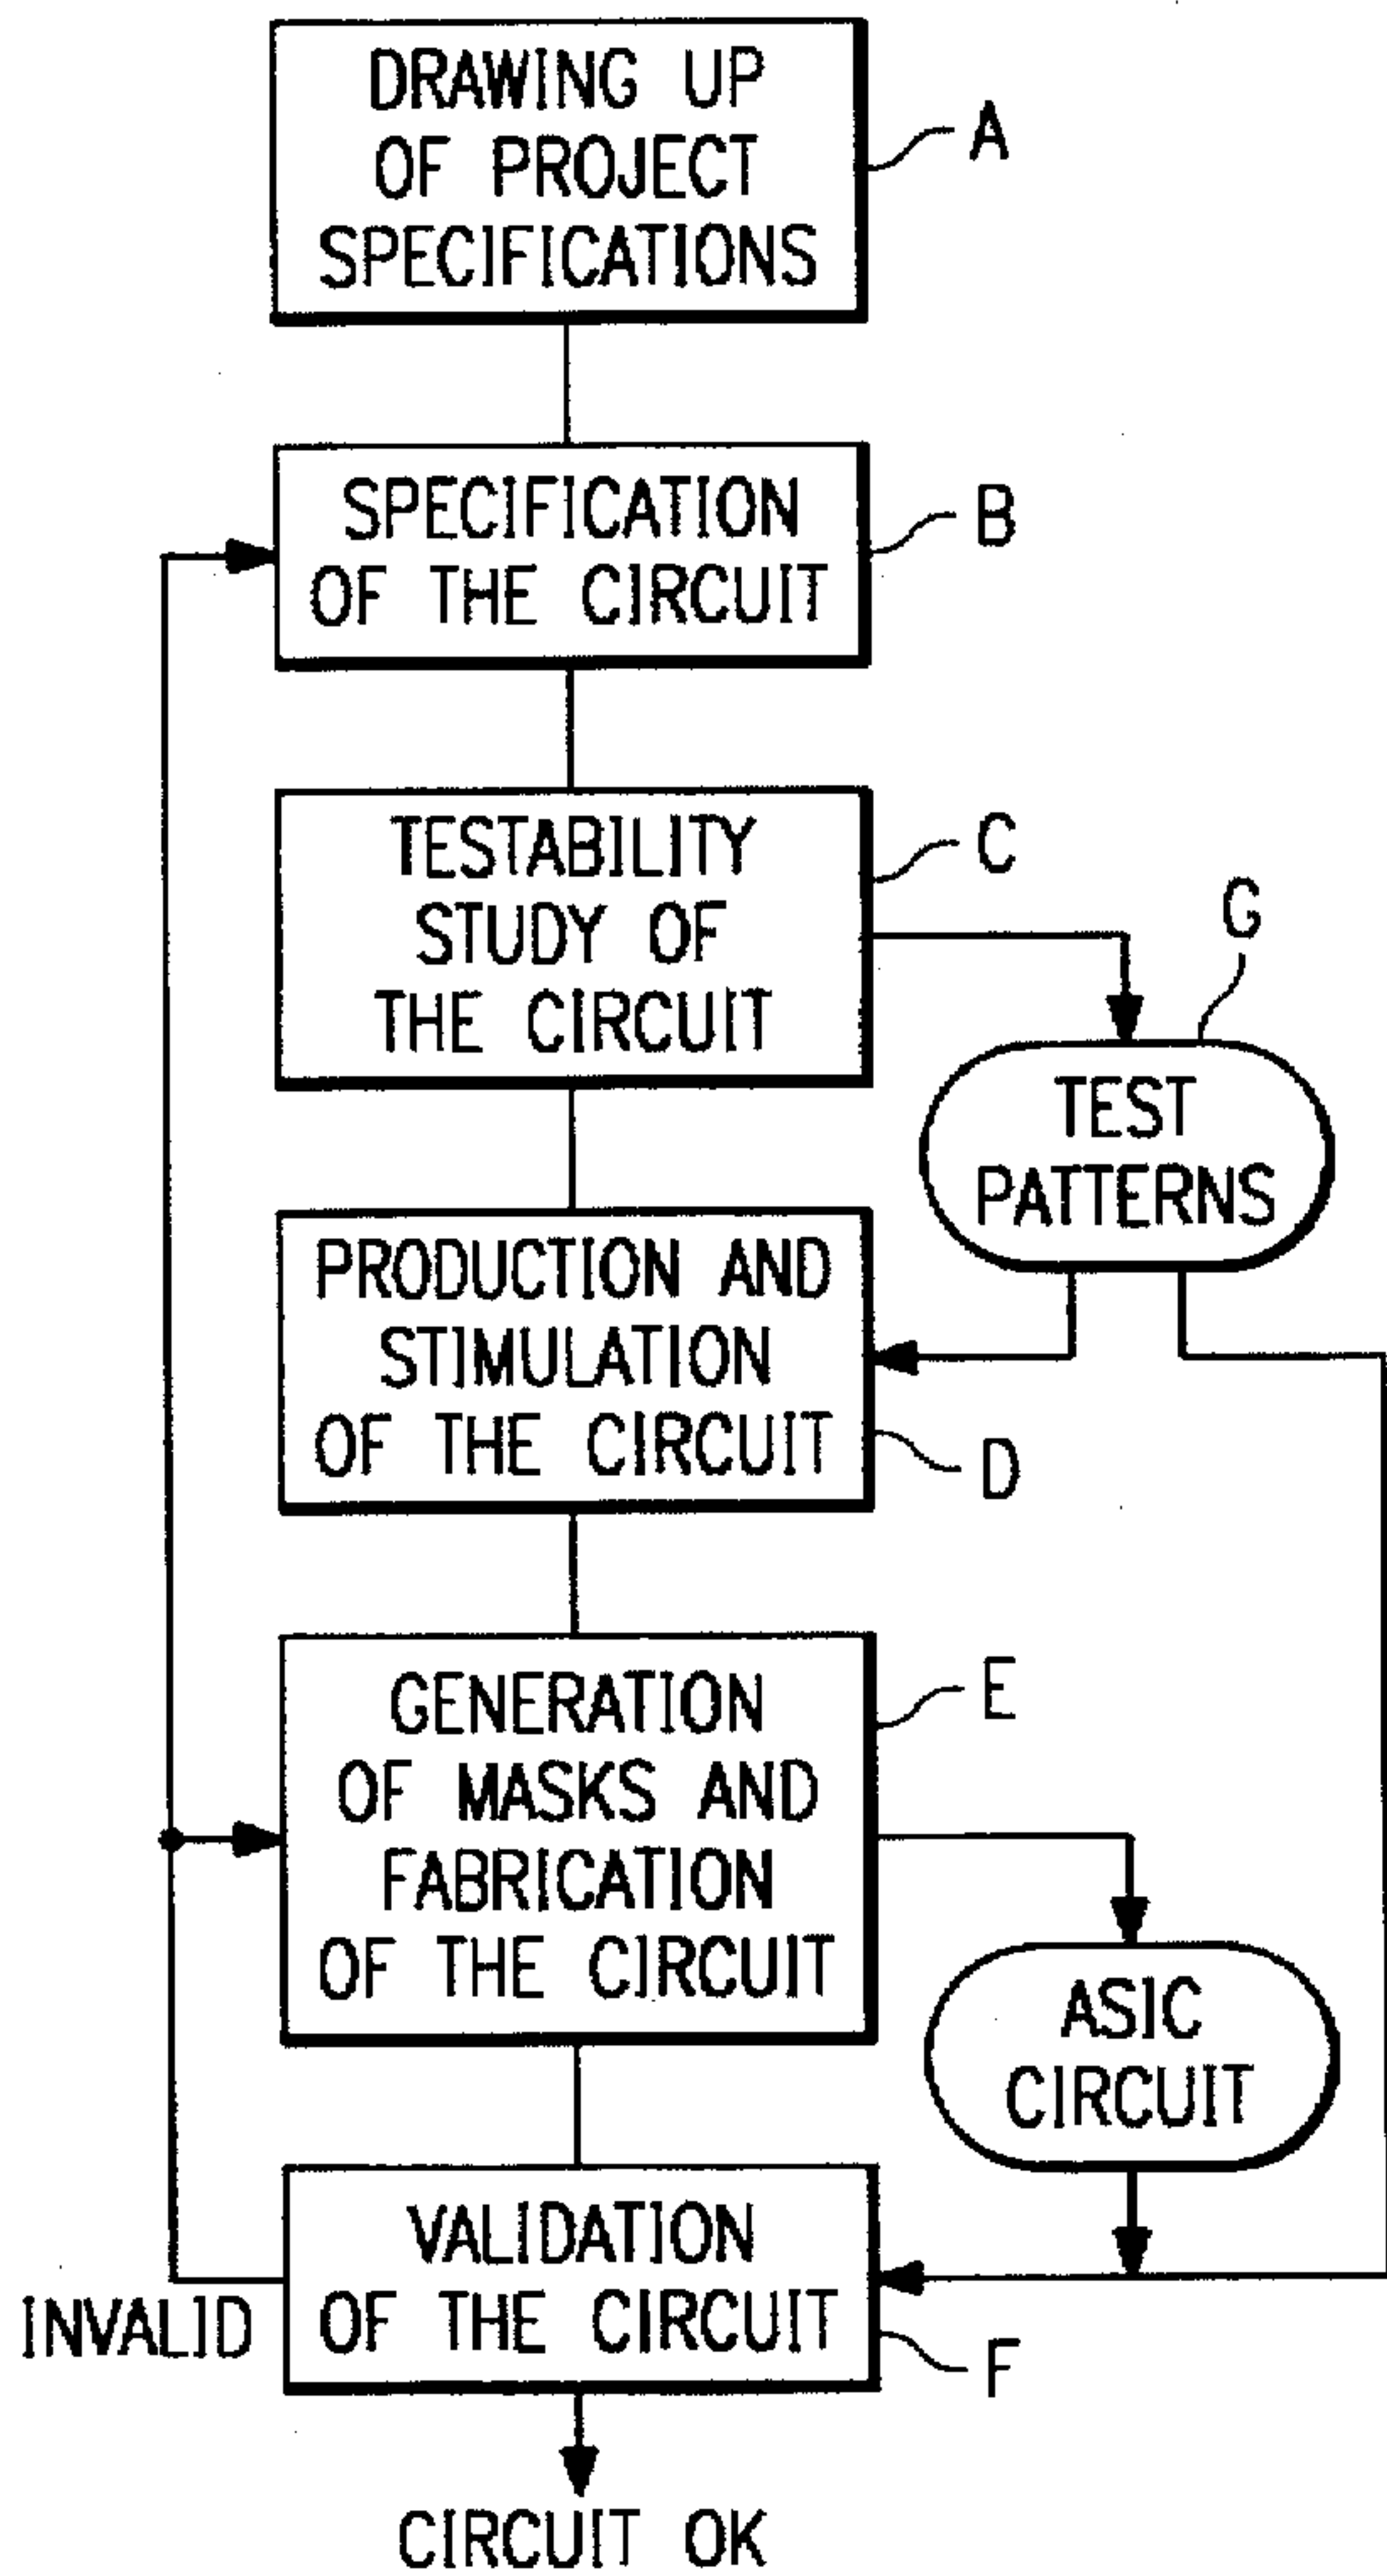 DRAWING UP
OF PROJECT
SPECIFICATIONS
A
SPECIFICATION
OF THE CIRCUIT
B
TESTABILITY
STUDY OF
THE CIRCUIT
C
G
TEST
PATTERNS
PRODUCTION AND
STIMULATION
OF THE CIRCUIT
D
GENERATION
OF MASKS AND
FABRICATION
OF THE CIRCUIT
E
ASIC
CIRCUIT
VALIDATION
OF THE CIRCUIT
F
INVALID
CIRCUIT OK